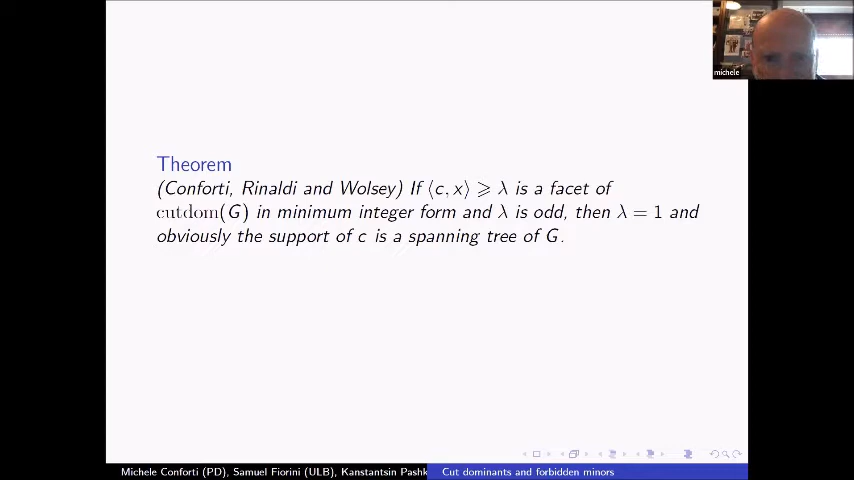 michele
Theorem
(Conforti, Rinaldi and Wolsey) If ⟨c, x⟩ ⩾ λ is a facet of
cutdom(G) in minimum integer form and λ is odd, then λ = 1 and
obviously the support of c is a spanning tree of G.
Michele Conforti (PD), Samuel Fiorini (ULB), Kanstantsin Pashk
Cut dominants and forbidden minors